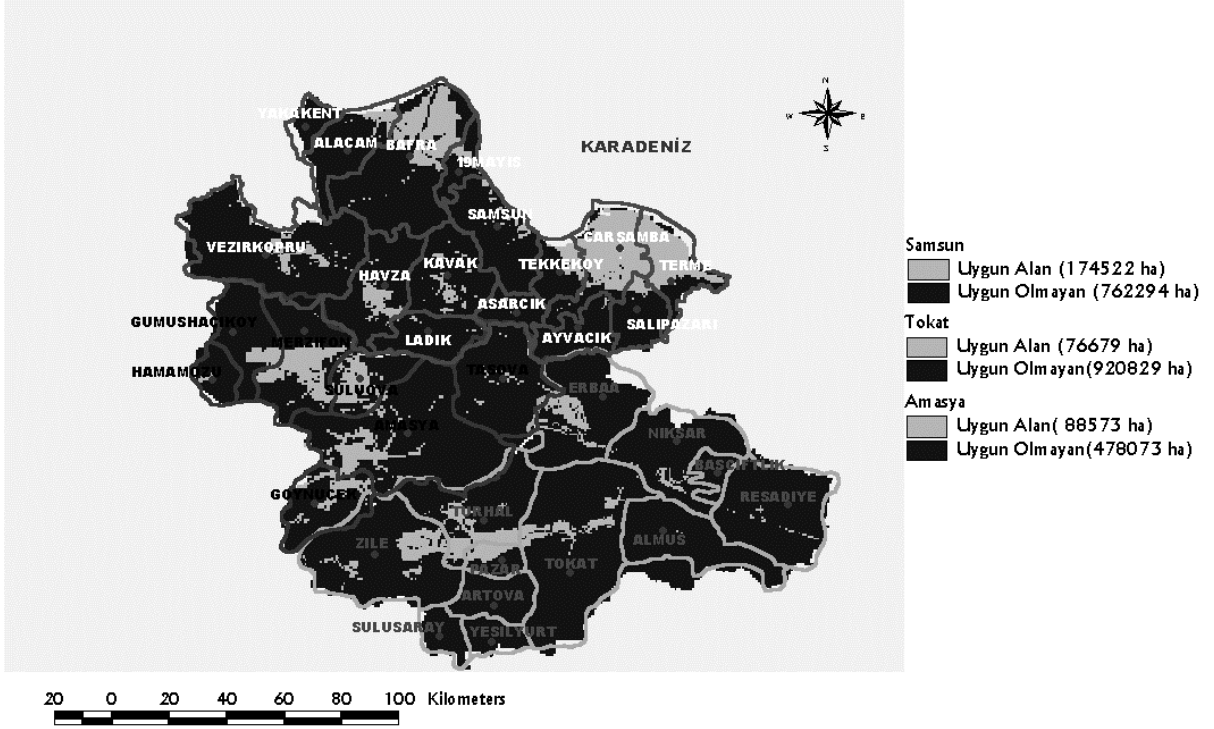 N
YAKAKENT
ALACAM
BAFRA
KARADENİZ
W
E
S
19MAYIS
SAMSUN
VEZIRKOPRU
CARSAMBA
KAVAK
TEKKEKOY
TERME
HAVZA
ASARCIK
GUMUSHACIKOY
SALIPAZARI
MERZIFON
LADIK
AYVACIK
HAMAMOZU
TASOVA
SULUOVA
ERBAA
AMASYA
NIKSAR
BASCIFTLIK
GOYNUCEK
RESADIYE
TURHAL
ZILE
ALMUS
PAZAR
TOKAT
ARTOVA
SULUSARAY
YESILYURT
Samsun
Uygun Alan (174522 ha)
Uygun Olmayan (762294 ha)
Tokat
Uygun Alan (76679 ha)
Uygun Olmayan(920829 ha)
Amasya
Uygun Alan( 88573 ha)
Uygun Olmayan(478073 ha)
20 0 20 40 60 80 100 Kilometers